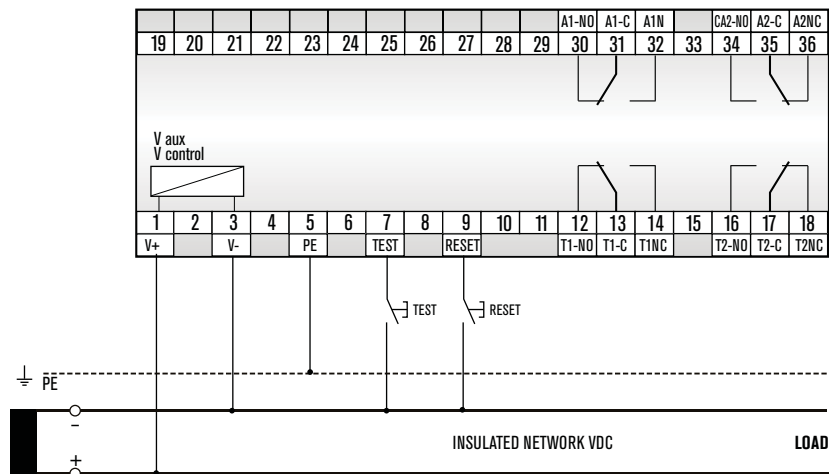 A1-NO A1-C A1N CA2-NO A2-C A2NC
19 20 21 22 23 24 25 26 27 28 29 30 31 32 33 34 35 36
V aux
V control
1 2 3 4 5 6 7 8 9 10 11 12 13 14 15 16 17 18
V+ V- PE TEST RESET T1-NO T1-C T1NC T2-NO T2-C T2NC
TEST RESET
PE
-
INSULATED NETWORK VDC LOAD
+